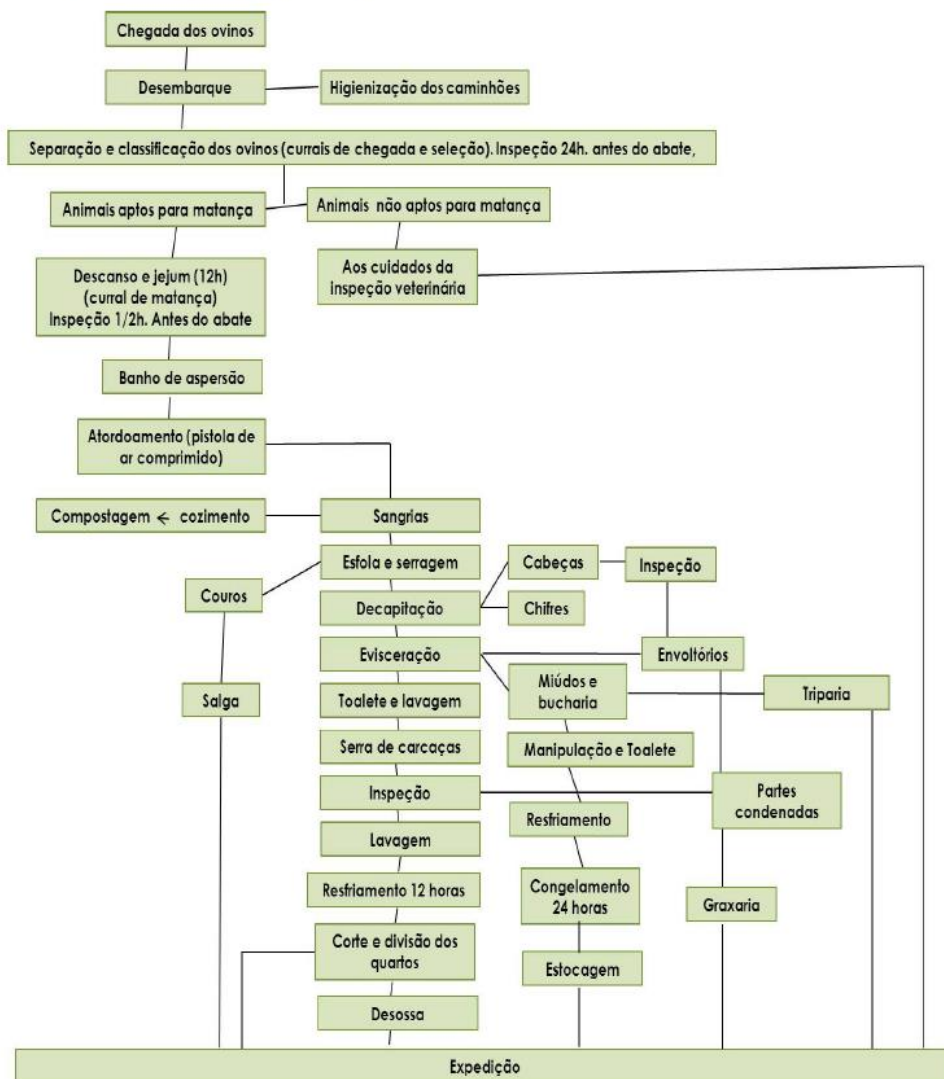 Chegada dos ovinos
Desembarque
Higienização dos caminhões
Separação e classificação dos ovinos (currais de chegada e seleção). Inspeção 24h. antes do abate,
Animais aptos para matança
Animais não aptos para matança
Descanso e jejum (12h)
(curral de matança)
Inspeção 1/2h. Antes do abate
Aos cuidados da
inspeção veterinária
Banho de aspersão
Atordoamento (pistola de
ar comprimido)
Compostagem ← cozimento
Sangrias
Esfola e serragem
Cabeças
Inspeção
Couros
Decapitação
Chifres
Evisceração
Envoltórios
Salga
Toalete e lavagem
Miúdos e
bucharia
Triparia
Serra de carcaças
Manipulação e Toalete
Inspeção
Partes
condenadas
Lavagem
Resfriamento
Resfriamento 12 horas
Congelamento
24 horas
Graxaria
Corte e divisão dos
quartos
Estocagem
Desossa
Expedição